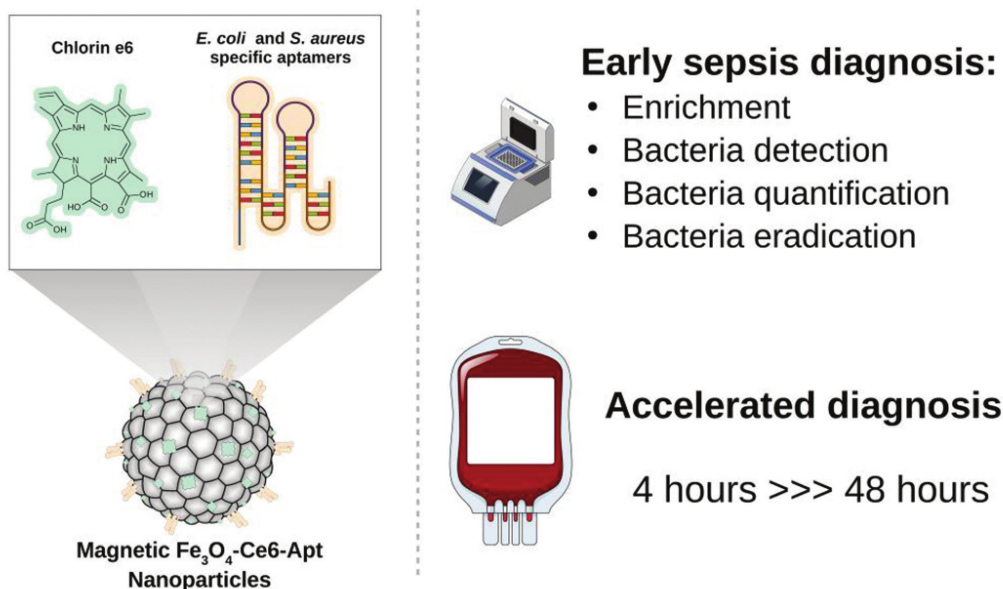 Chlorin e6
E. coli and S. aureus
specific aptamers
NH
N
N
HN
OH
HO
O
O
O
OH
Magnetic Fe₃O₄-Ce6-Apt
Nanoparticles
Early sepsis diagnosis:
• Enrichment
• Bacteria detection
• Bacteria quantification
• Bacteria eradication
Accelerated diagnosis
4 hours >>> 48 hours